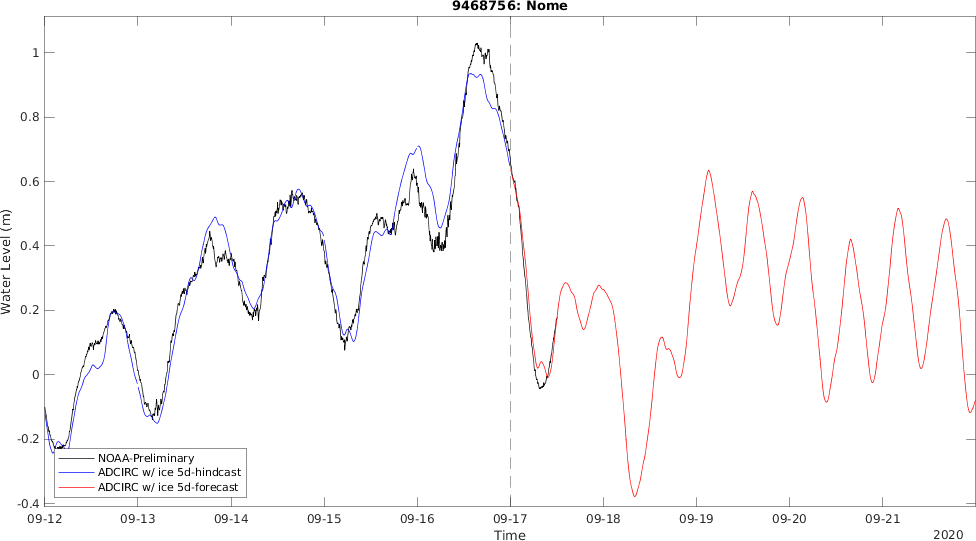 9468756: Nome
Water Level (m)
1
0.8
0.6
0.4
0.2
0
-0.2
-0.4
NOAA-Preliminary
ADCIRC w/ ice 5d-hindcast
ADCIRC w/ ice 5d-forecast
09-12 09-13 09-14 09-15 09-16 09-17 09-18 09-19 09-20 09-21
Time
2020